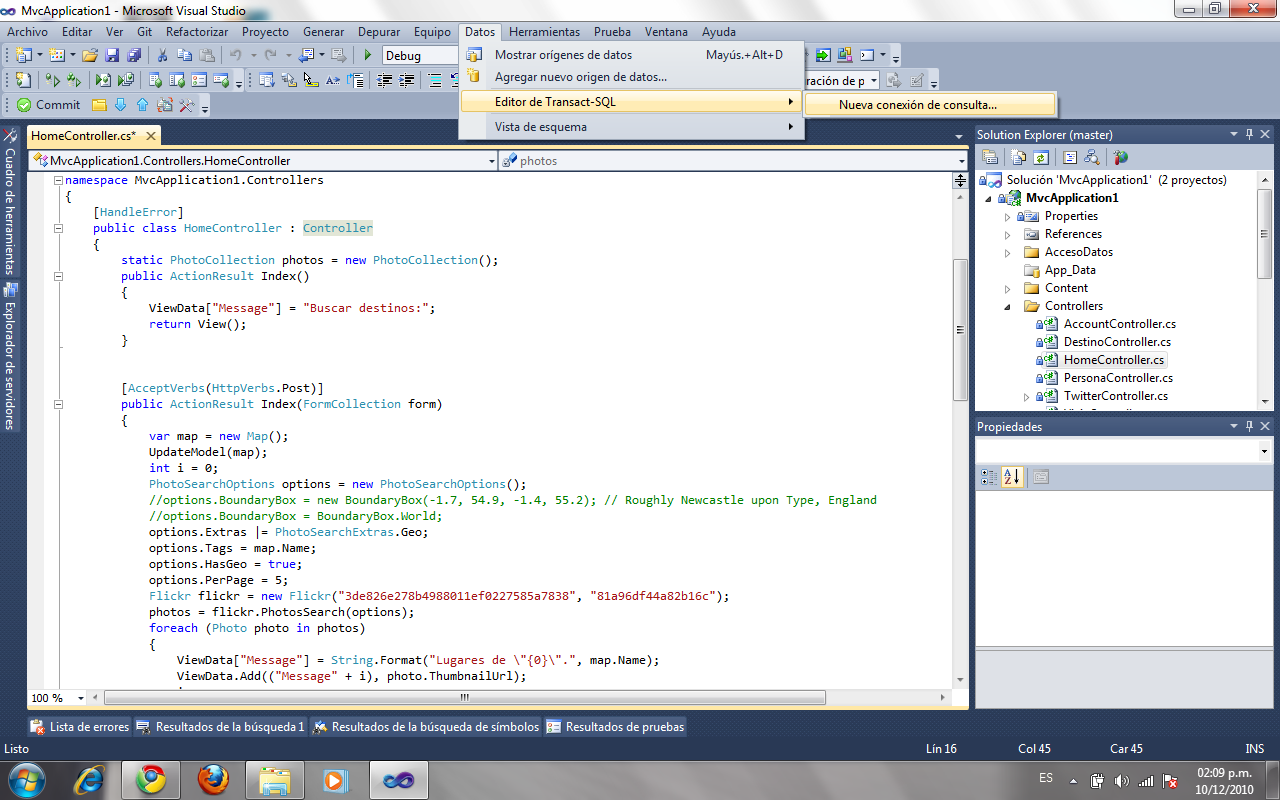 MvcApplication1 - Microsoft Visual Studio
Archivo Editar Ver Git Refactorizar Proyecto Generar Depurar Equipo Datos Herramientas Prueba Ventana Ayuda
Debug
Mostrar orígenes de datos Mayús.+Alt+D
Agregar nuevo origen de datos...
Editor de Transact-SQL
Nueva conexión de consulta...
Vista de esquema
ración de p
Commit
Cuadro de herramientas
Explorador de servidores
HomeController.cs*
MvcApplication1.Controllers.HomeController
photos
namespace MvcApplication1.Controllers
{
[HandleError]
public class HomeController : Controller
{
static PhotoCollection photos = new PhotoCollection();
public ActionResult Index()
{
ViewData["Message"] = "Buscar destinos:";
return View();
}
[AcceptVerbs(HttpVerbs.Post)]
public ActionResult Index(FormCollection form)
{
var map = new Map();
UpdateModel(map);
int i = 0;
PhotoSearchOptions options = new PhotoSearchOptions();
//options.BoundaryBox = new BoundaryBox(-1.7, 54.9, -1.4, 55.2); // Roughly Newcastle upon Type, England
//options.BoundaryBox = BoundaryBox.World;
options.Extras |= PhotoSearchExtras.Geo;
options.Tags = map.Name;
options.HasGeo = true;
options.PerPage = 5;
Flickr flickr = new Flickr("3de826e278b4988011ef0227585a7838", "81a96df44a82b16c");
photos = flickr.PhotosSearch(options);
foreach (Photo photo in photos)
{
ViewData["Message"] = String.Format("Lugares de \"{0}\".", map.Name);
ViewData.Add(("Message" + i), photo.ThumbnailUrl);
100 %
Solution Explorer (master)
Solución 'MvcApplication1' (2 proyectos)
MvcApplication1
Properties
References
AccesoDatos
App_Data
Content
Controllers
AccountController.cs
DestinoController.cs
HomeController.cs
PersonaController.cs
TwitterController.cs
Propiedades
Lista de errores Resultados de la búsqueda 1 Resultados de la búsqueda de símbolos Resultados de pruebas
Listo Lín 16 Col 45 Car 45 INS
ES
02:09 p.m.
10/12/2010